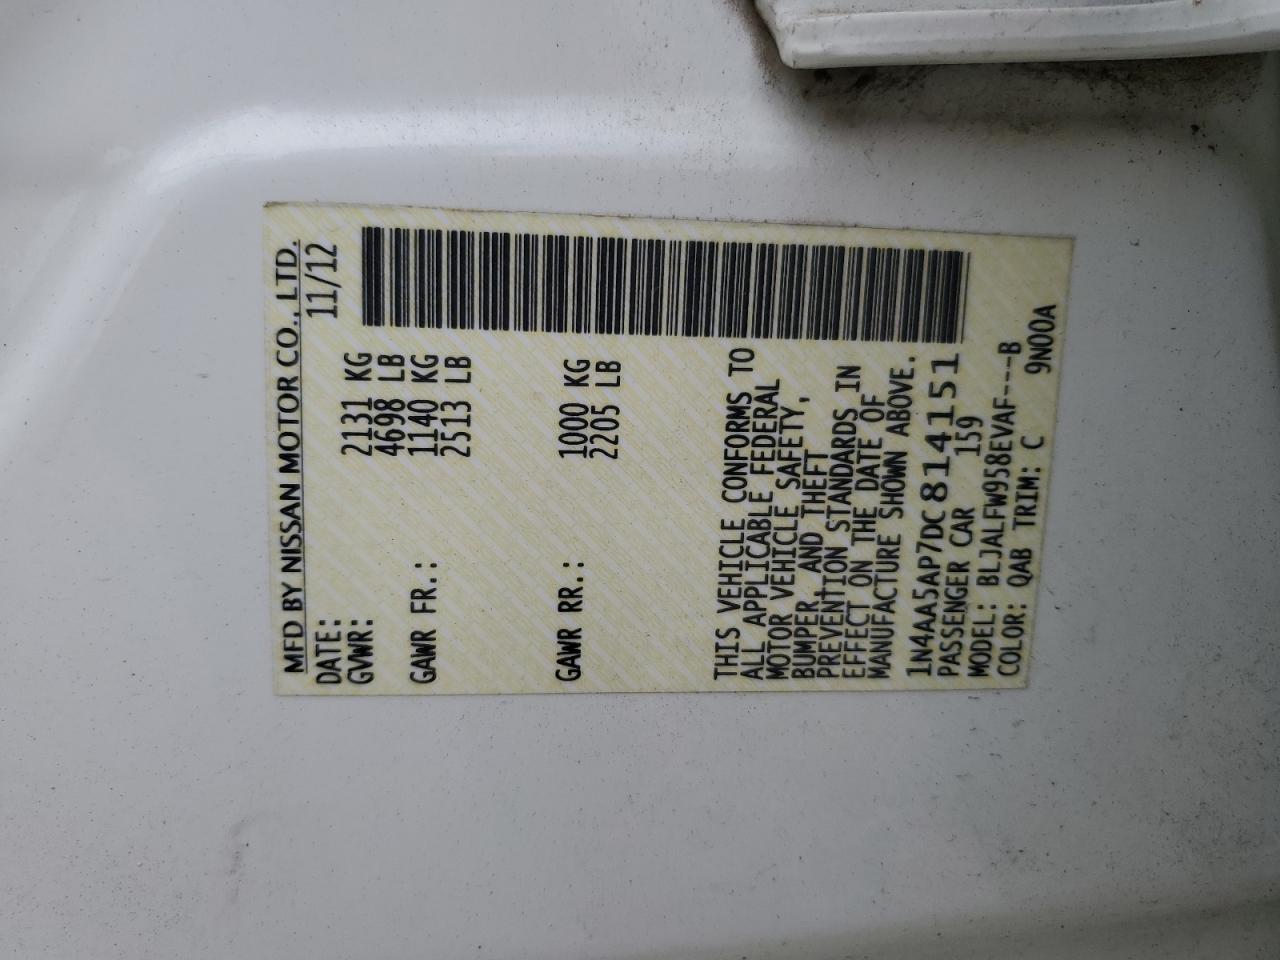 MFD BY NISSAN MOTOR CO., LTD.
DATE: 11/12
GVWR: 2131 KG
4698 LB
GAWR FR.: 1140 KG
2513 LB
GAWR RR.: 1000 KG
2205 LB
THIS VEHICLE CONFORMS TO
ALL APPLICABLE FEDERAL
MOTOR VEHICLE SAFETY,
BUMPER, AND THEFT
PREVENTION STANDARDS IN
EFFECT ON THE DATE OF
MANUFACTURE SHOWN ABOVE.
1N4AA5AP7DC814151
PASSENGER CAR 159
MODEL: BLJALFW958EVAF---B
COLOR: QAB TRIM: C 9N00A